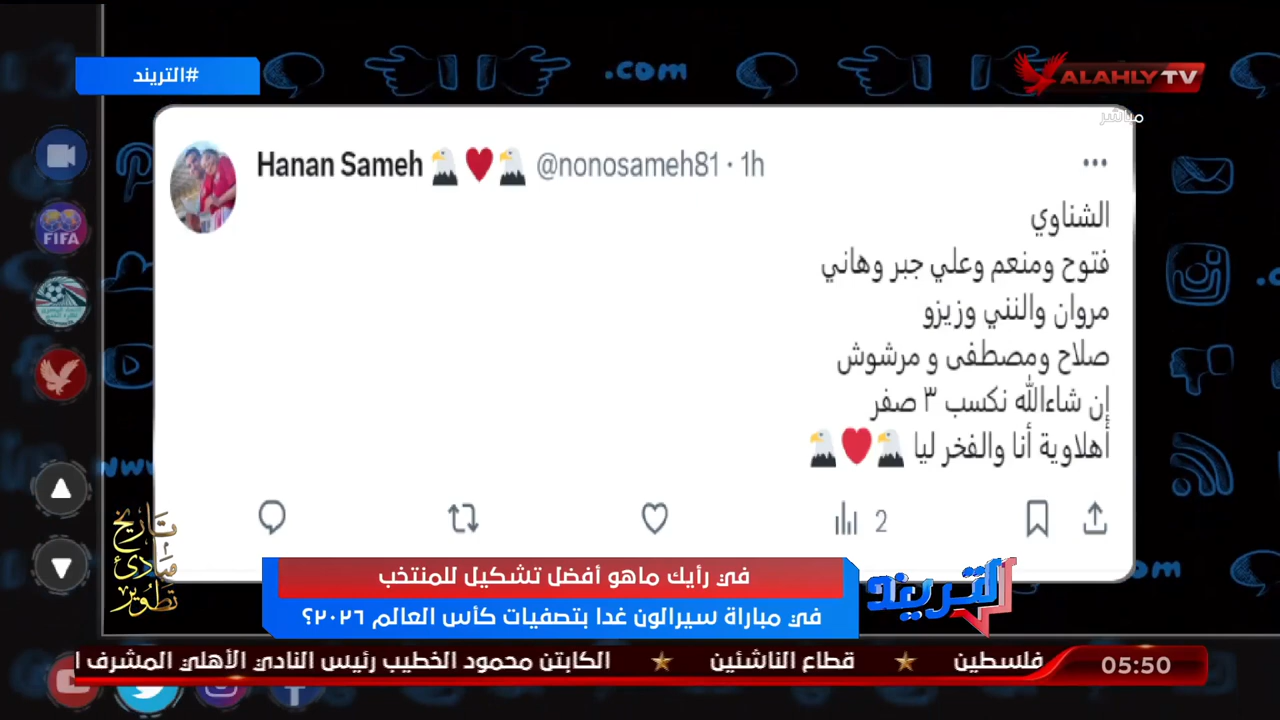 #التريند
.com
ALAHLY TV
مباشر
Hanan Sameh 🦅❤️🦅 @nonosameh81 · 1h
الشناوي
فتوح ومنعم وعلي جبر وهاني
مروان والنني وزيزو
صلاح ومصطفى و مرشوش
إن شاءالله نكسب ٣ صفر
أهلاوية أنا والفخر ليا 🦅❤️🦅
2
FIFA
تاريخ
مبادئ
تطوير
في رأيك ماهو أفضل تشكيل للمنتخب
في مباراة سيرالون غدا بتصفيات كأس العالم ٢٠٢٦؟
التريند
فلسطين ★ قطاع الناشئين ★ الكابتن محمود الخطيب رئيس النادي الأهلي المشرف ا
05:50